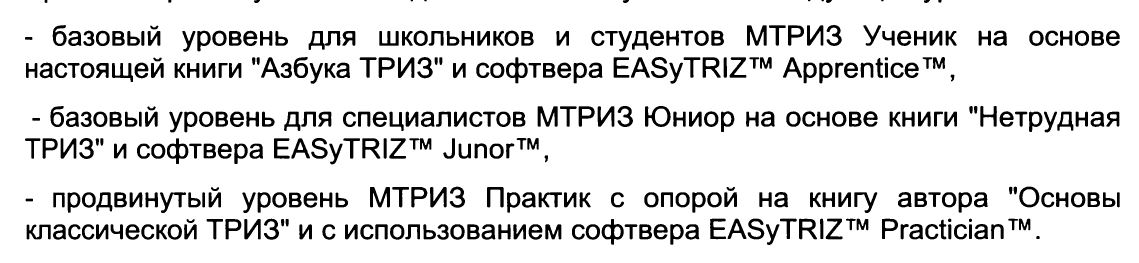 - базовый уровень для школьников и студентов МТРИЗ Ученик на основе
настоящей книги "Азбука ТРИЗ" и софтвера EASyTRIZ™ Apprentice™,
- базовый уровень для специалистов МТРИЗ Юниор на основе книги "Нетрудная
ТРИЗ" и софтвера EASyTRIZ™ Junor™,
- продвинутый уровень МТРИЗ Практик с опорой на книгу автора "Основы
классической ТРИЗ" и с использованием софтвера EASyTRIZ™ Practician™.